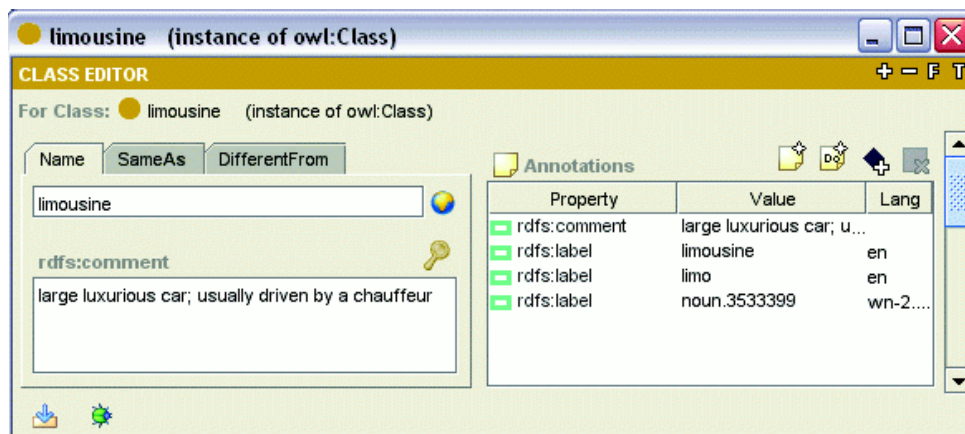 limousine (instance of owl:Class)
CLASS EDITOR
+ − F T
For Class: limousine (instance of owl:Class)
Name SameAs DifferentFrom
limousine
rdfs:comment
large luxurious car; usually driven by a chauffeur
Annotations
Property Value Lang
rdfs:comment large luxurious car; u...
rdfs:label limousine en
rdfs:label limo en
rdfs:label noun.3533399 wn-2....